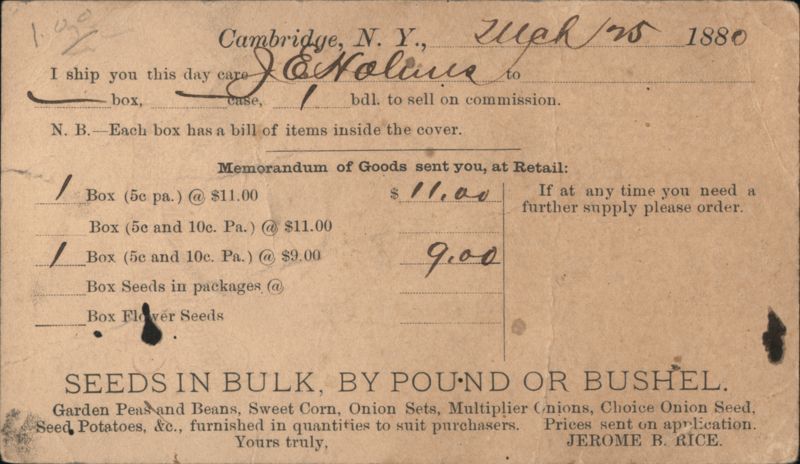 1.00
Cambridge, N. Y., Mch 25 1880
I ship you this day care J E Holmes to
box, case, 1 bdl. to sell on commission.
N. B.—Each box has a bill of items inside the cover.
Memorandum of Goods sent you, at Retail:
1 Box (5c pa.) @ $11.00 $ 11.00
Box (5c and 10c. Pa.) @ $11.00
1 Box (5c and 10c. Pa.) @ $9.00 9.00
Box Seeds in packages @
Box Flower Seeds
If at any time you need a
further supply please order.
SEEDS IN BULK, BY POUND OR BUSHEL.
Garden Peas and Beans, Sweet Corn, Onion Sets, Multiplier Onions, Choice Onion Seed,
Seed Potatoes, &c., furnished in quantities to suit purchasers. Prices sent on application.
Yours truly, JEROME B. RICE.